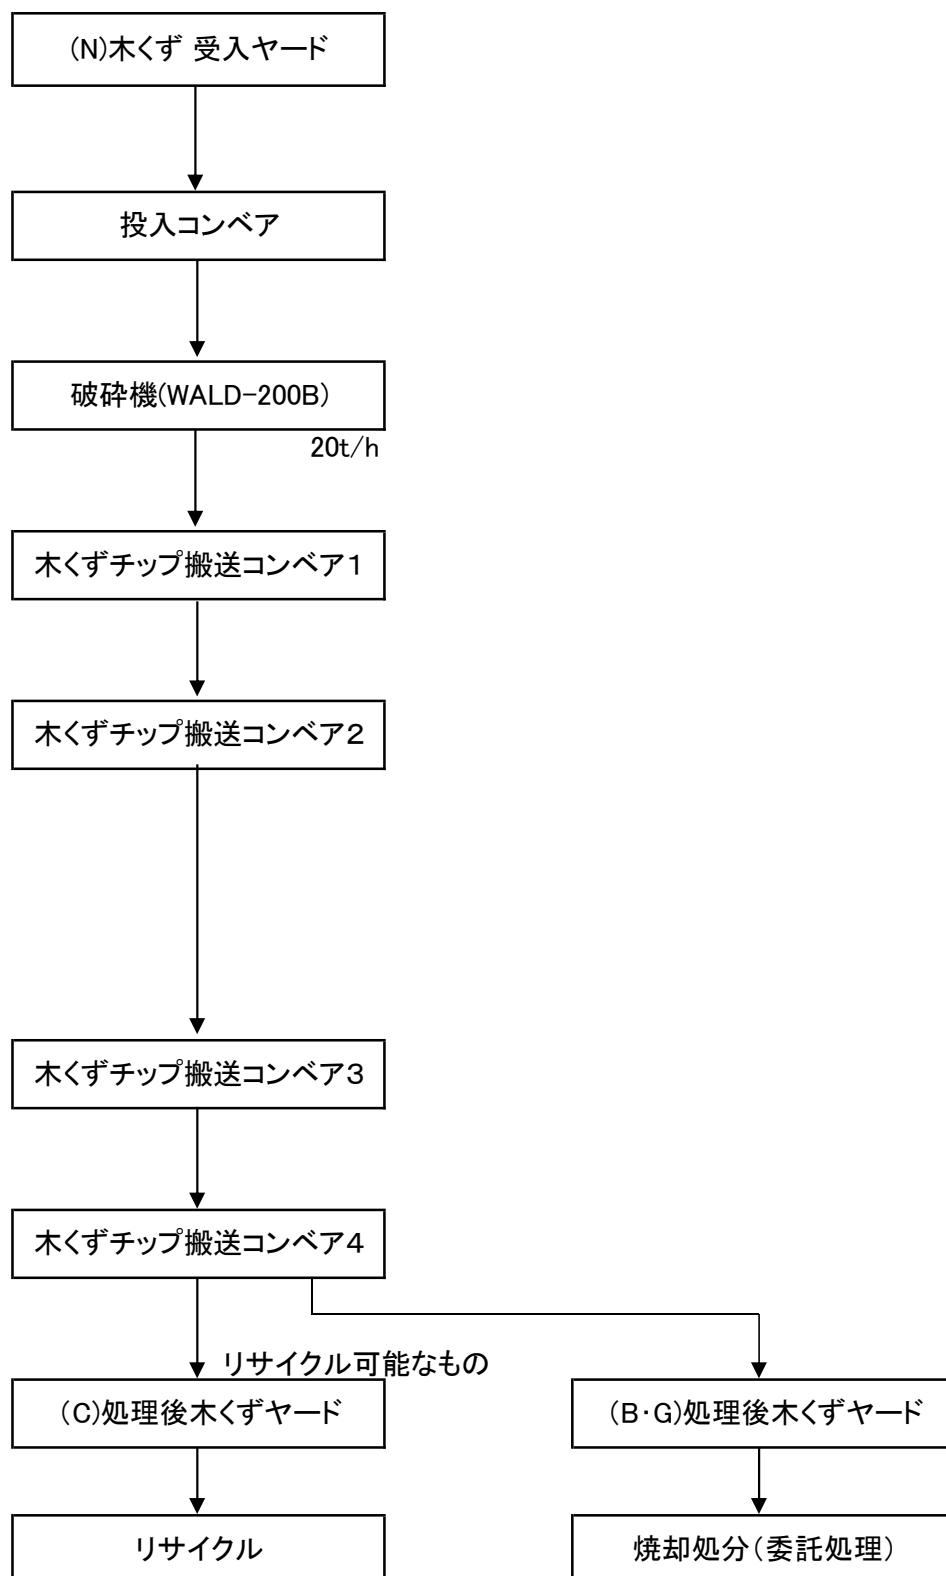 (N)木くず 受入ヤード
投入コンベア
破砕機(WALD-200B)
20t/h
木くずチップ搬送コンベア1
木くずチップ搬送コンベア2
木くずチップ搬送コンベア3
木くずチップ搬送コンベア4
リサイクル可能なもの
(C)処理後木くずヤード
(B・G)処理後木くずヤード
リサイクル
焼却処分(委託処理)